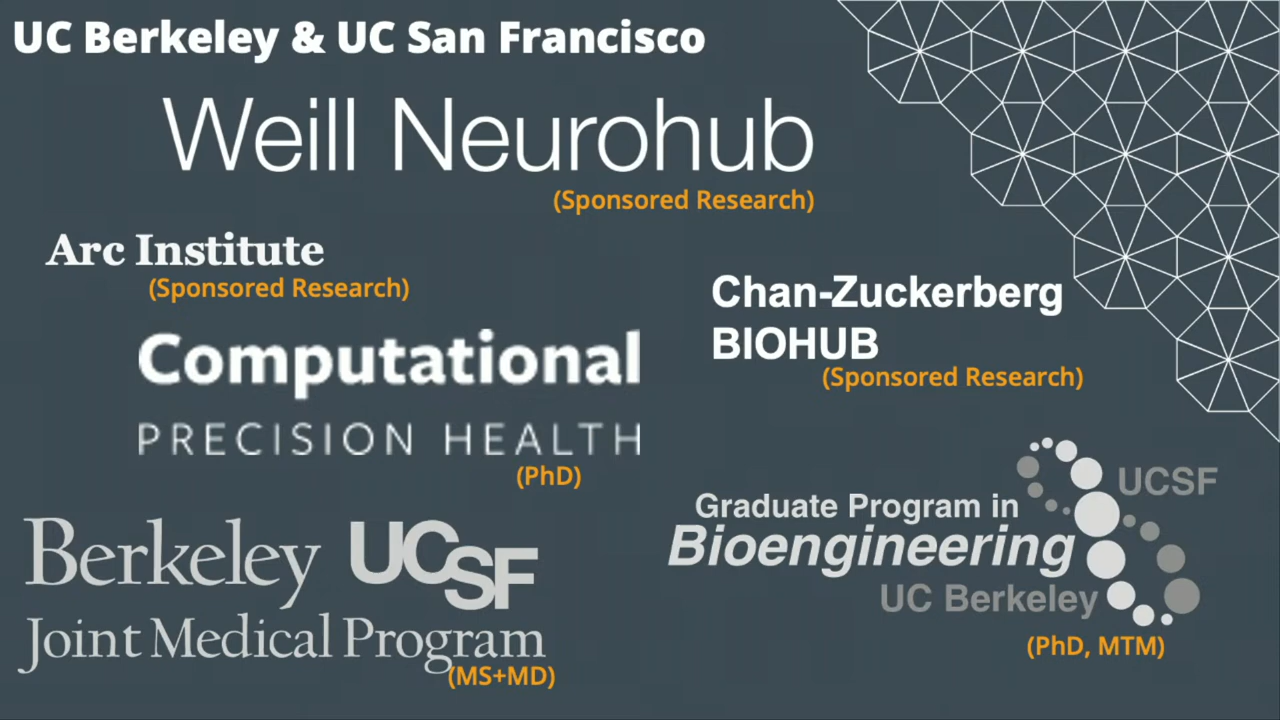 UC Berkeley & UC San Francisco
Weill Neurohub
(Sponsored Research)
Arc Institute
(Sponsored Research)
Chan-Zuckerberg
BIOHUB
(Sponsored Research)
Computational
PRECISION HEALTH
(PhD)
Berkeley UCSF
Joint Medical Program
(MS+MD)
UCSF
Graduate Program in
Bioengineering
UC Berkeley
(PhD, MTM)